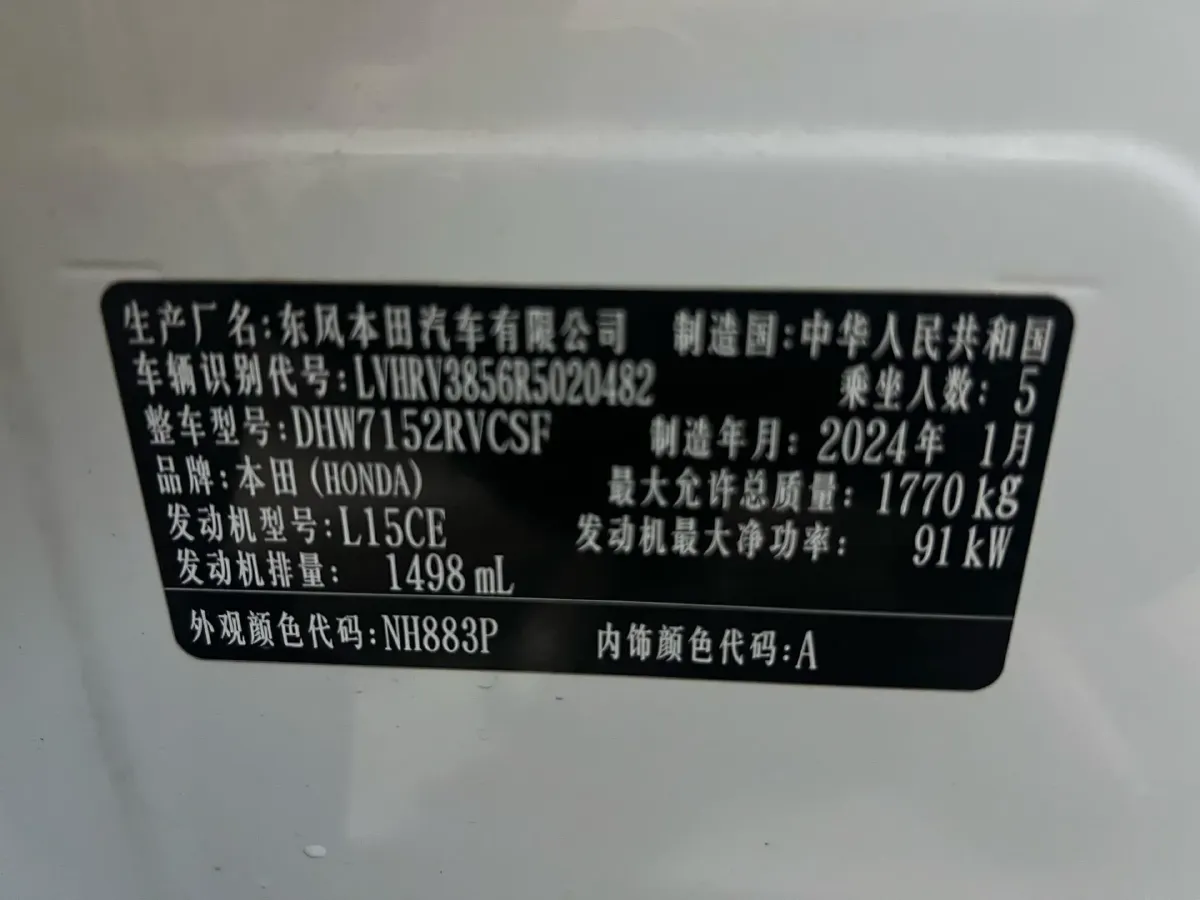 生产厂名:东风本田汽车有限公司 制造国:中华人民共和国
车辆识别代号:LVHRV3856R5020482 乘坐人数: 5
整车型号:DHW7152RVCSF 制造年月: 2024年 1月
品牌:本田(HONDA) 最大允许总质量: 1770kg
发动机型号:L15CE 发动机最大净功率: 91kW
发动机排量: 1498mL
外观颜色代码:NH883P 内饰颜色代码:A